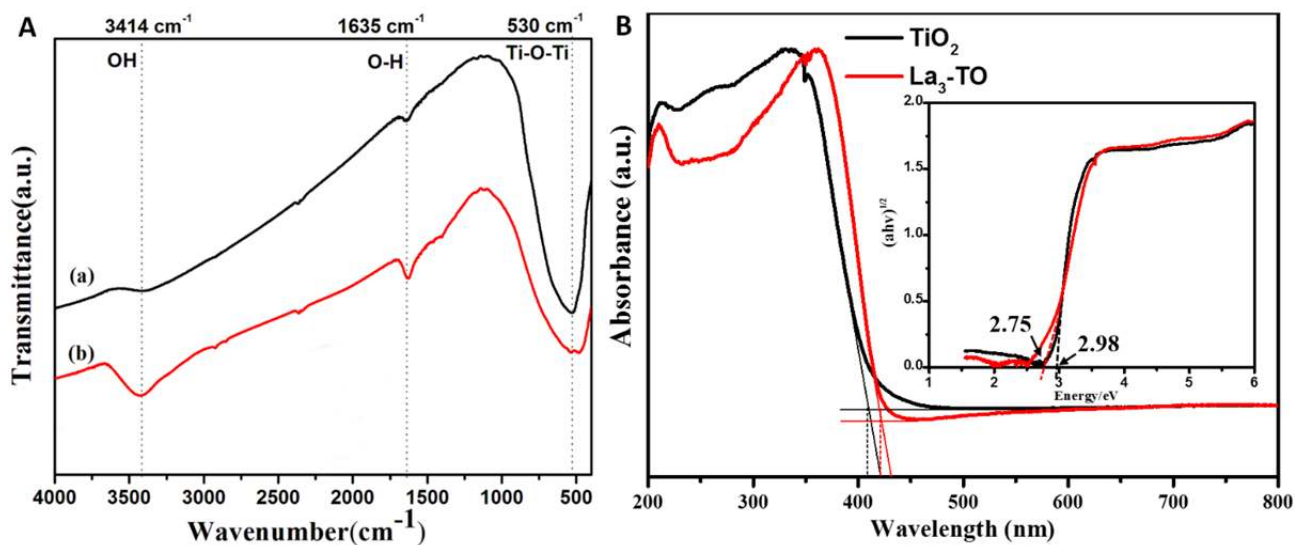 A
3414 cm⁻¹
1635 cm⁻¹
530 cm⁻¹
OH
O-H
Ti-O-Ti
(a)
(b)
Transmittance(a.u.)
4000 3500 3000 2500 2000 1500 1000 500
Wavenumber(cm⁻¹)
B
TiO₂
La₃-TO
Absorbance (a.u.)
200 300 400 500 600 700 800
Wavelength (nm)
2.0
1.5
1.0
0.5
0.0
(ahv)¹/²
2.75
2.98
1 2 3 4 5 6
Energy/eV